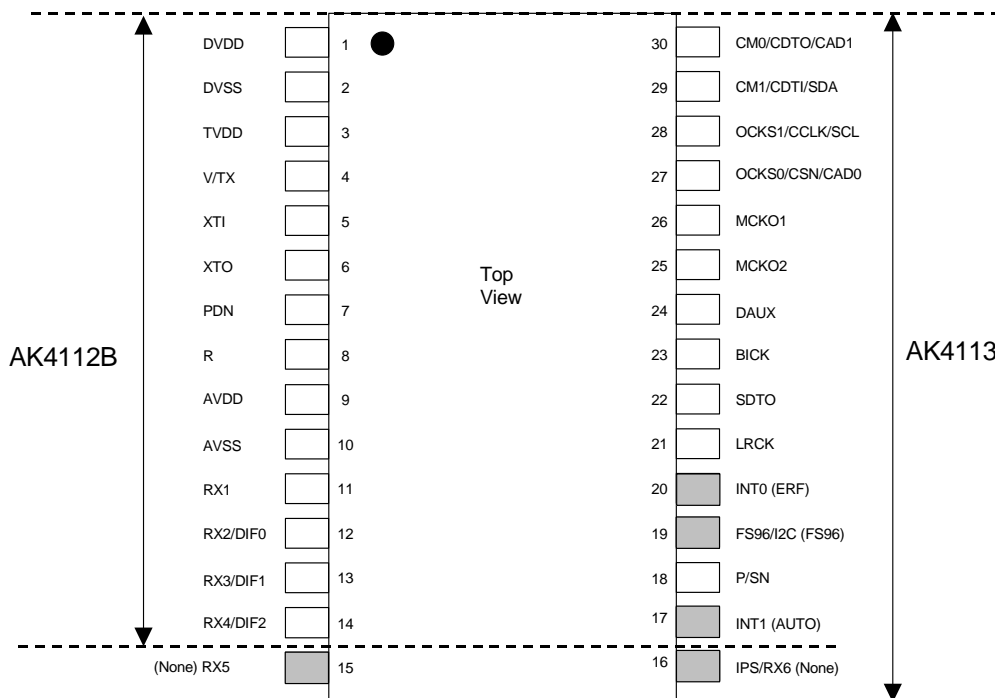 DVDD 1 30 CM0/CDTO/CAD1
DVSS 2 29 CM1/CDTI/SDA
TVDD 3 28 OCKS1/CCLK/SCL
V/TX 4 27 OCKS0/CSN/CAD0
XTI 5 26 MCKO1
XTO 6 25 MCKO2
Top
View
PDN 7 24 DAUX
AK4112B R 8 23 BICK AK4113
AVDD 9 22 SDTO
AVSS 10 21 LRCK
RX1 11 20 INT0 (ERF)
RX2/DIF0 12 19 FS96/I2C (FS96)
RX3/DIF1 13 18 P/SN
RX4/DIF2 14 17 INT1 (AUTO)
(None) RX5 15 16 IPS/RX6 (None)